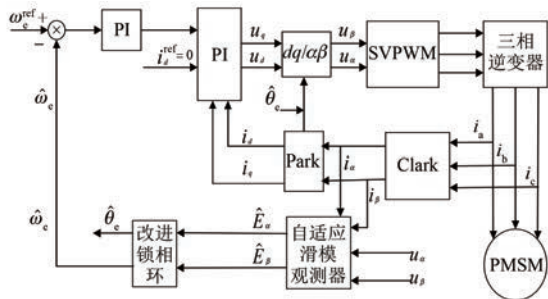 ω_e^ref +
−
PI
i_d^ref=0
PI
u_q
u_d
dq/αβ
u_β
u_α
SVPWM
三相
逆变器
ω̂_e
θ̂_e
i_d
i_q
Park
i_α
i_β
Clark
i_a
i_b
i_c
ω̂_e
θ̂_e
改进
锁相
环
Ê_α
Ê_β
自适应
滑模
观测器
u_α
u_β
PMSM